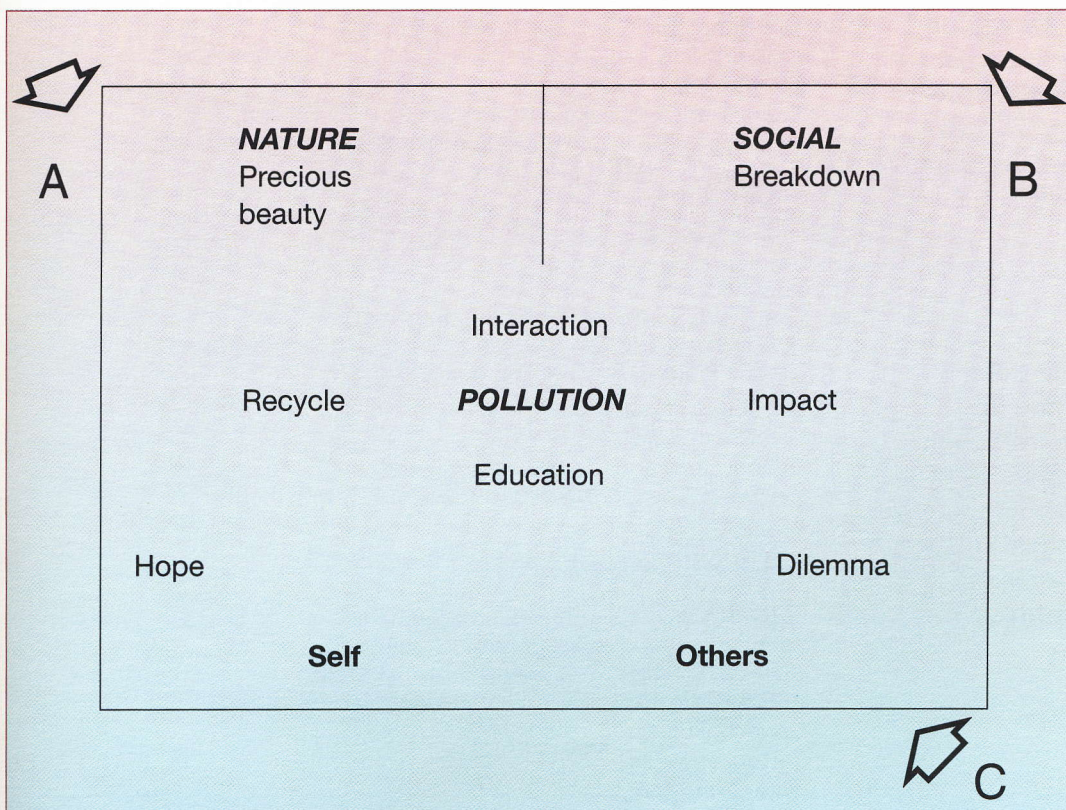 NATURE
Precious
beauty
SOCIAL
Breakdown
A
B
Interaction
Recycle
POLLUTION
Impact
Education
Hope
Dilemma
Self
Others
C